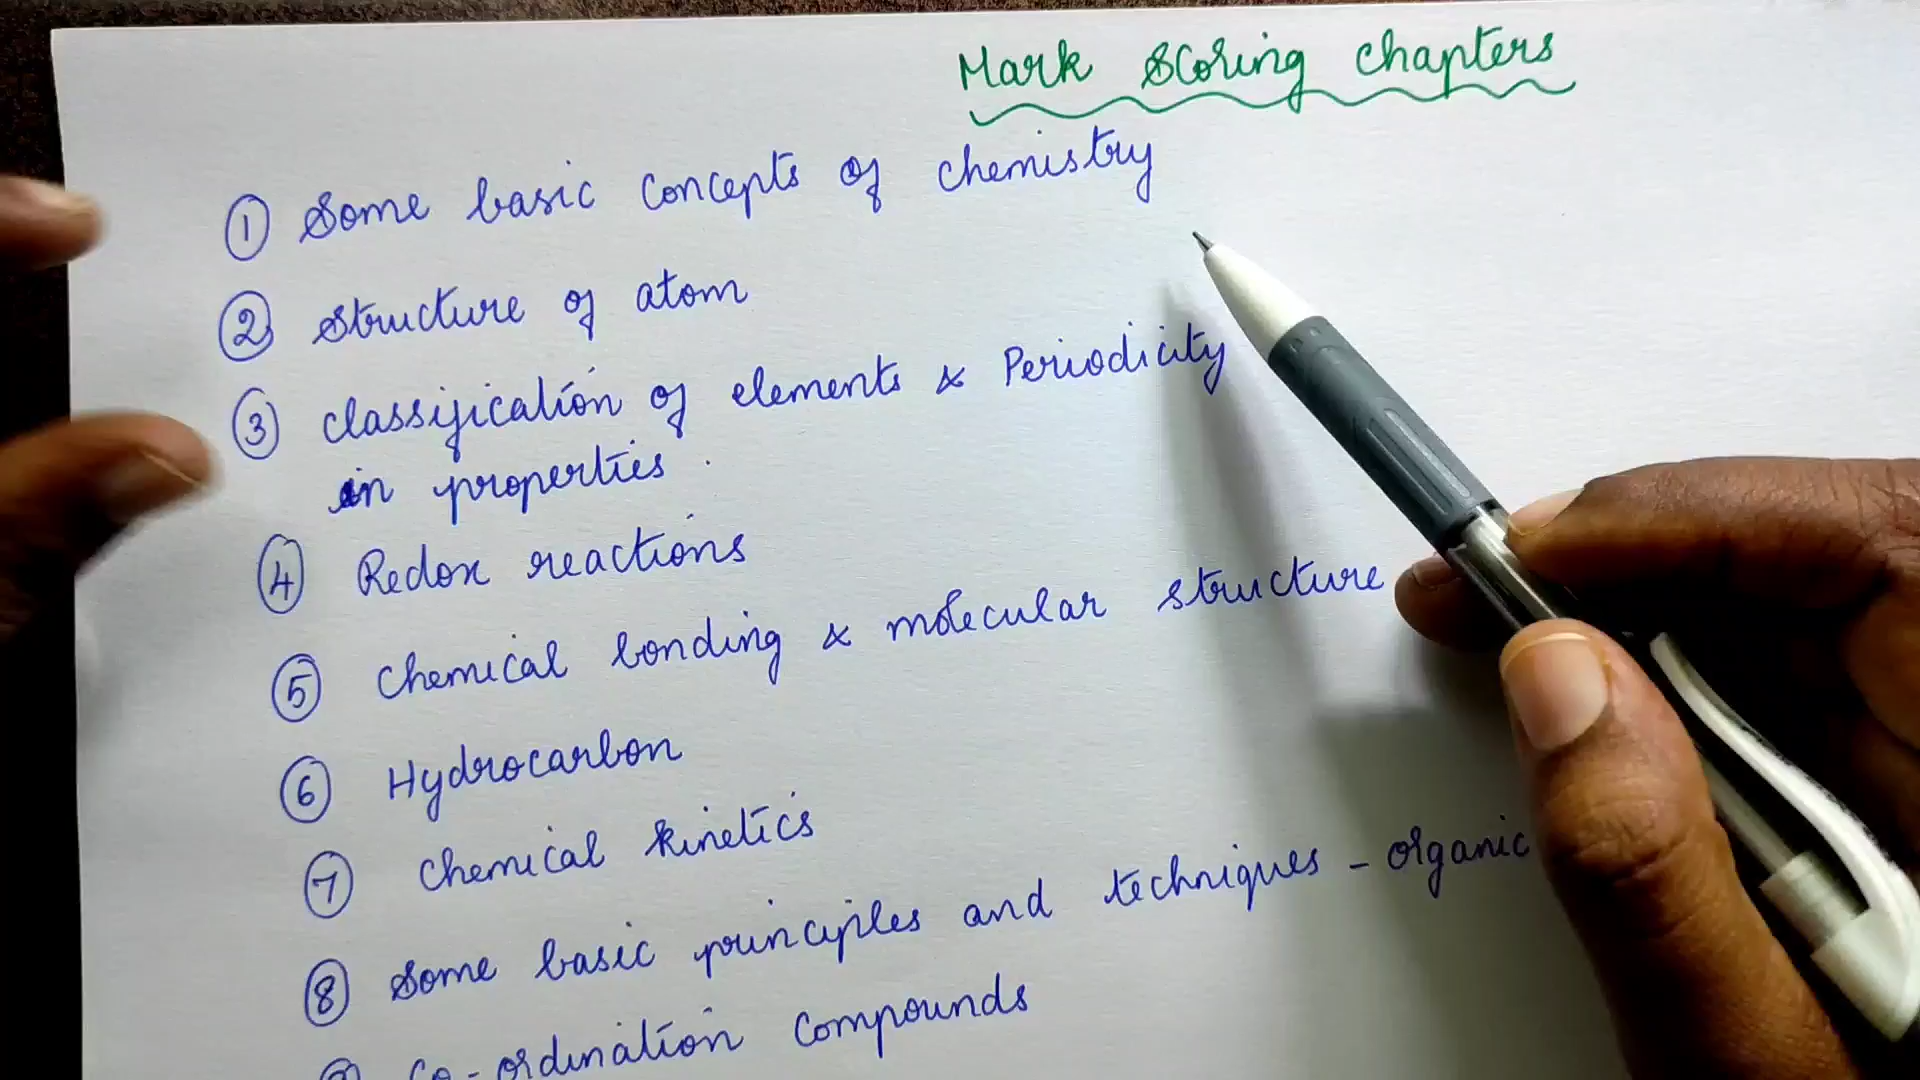 Mark Scoring Chapters
① Some basic concepts of chemistry
② Structure of atom
③ Classification of elements & Periodicity
in properties
④ Redox reactions
⑤ Chemical bonding & molecular structure
⑥ Hydrocarbon
⑦ Chemical kinetics
⑧ Some basic principles and techniques - organic
Co-ordination compounds